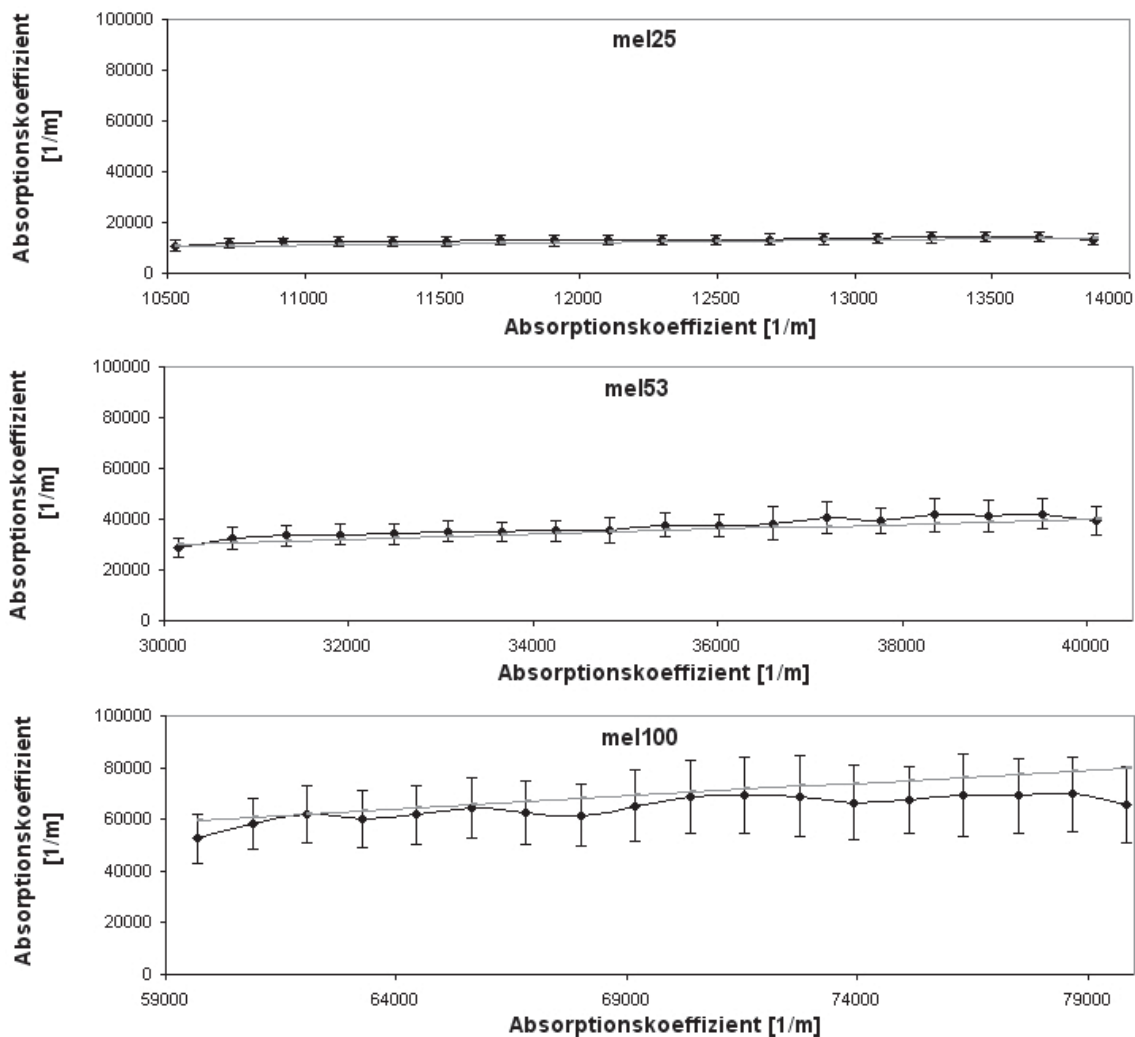 mel25
Absorptionskoeffizient
[1/m]
100000
80000
60000
40000
20000
0
10500 11000 11500 12000 12500 13000 13500 14000
Absorptionskoeffizient [1/m]
mel53
Absorptionskoeffizient
[1/m]
100000
80000
60000
40000
20000
0
30000 32000 34000 36000 38000 40000
Absorptionskoeffizient [1/m]
mel100
Absorptionskoeffizient
[1/m]
100000
80000
60000
40000
20000
0
59000 64000 69000 74000 79000
Absorptionskoeffizient [1/m]